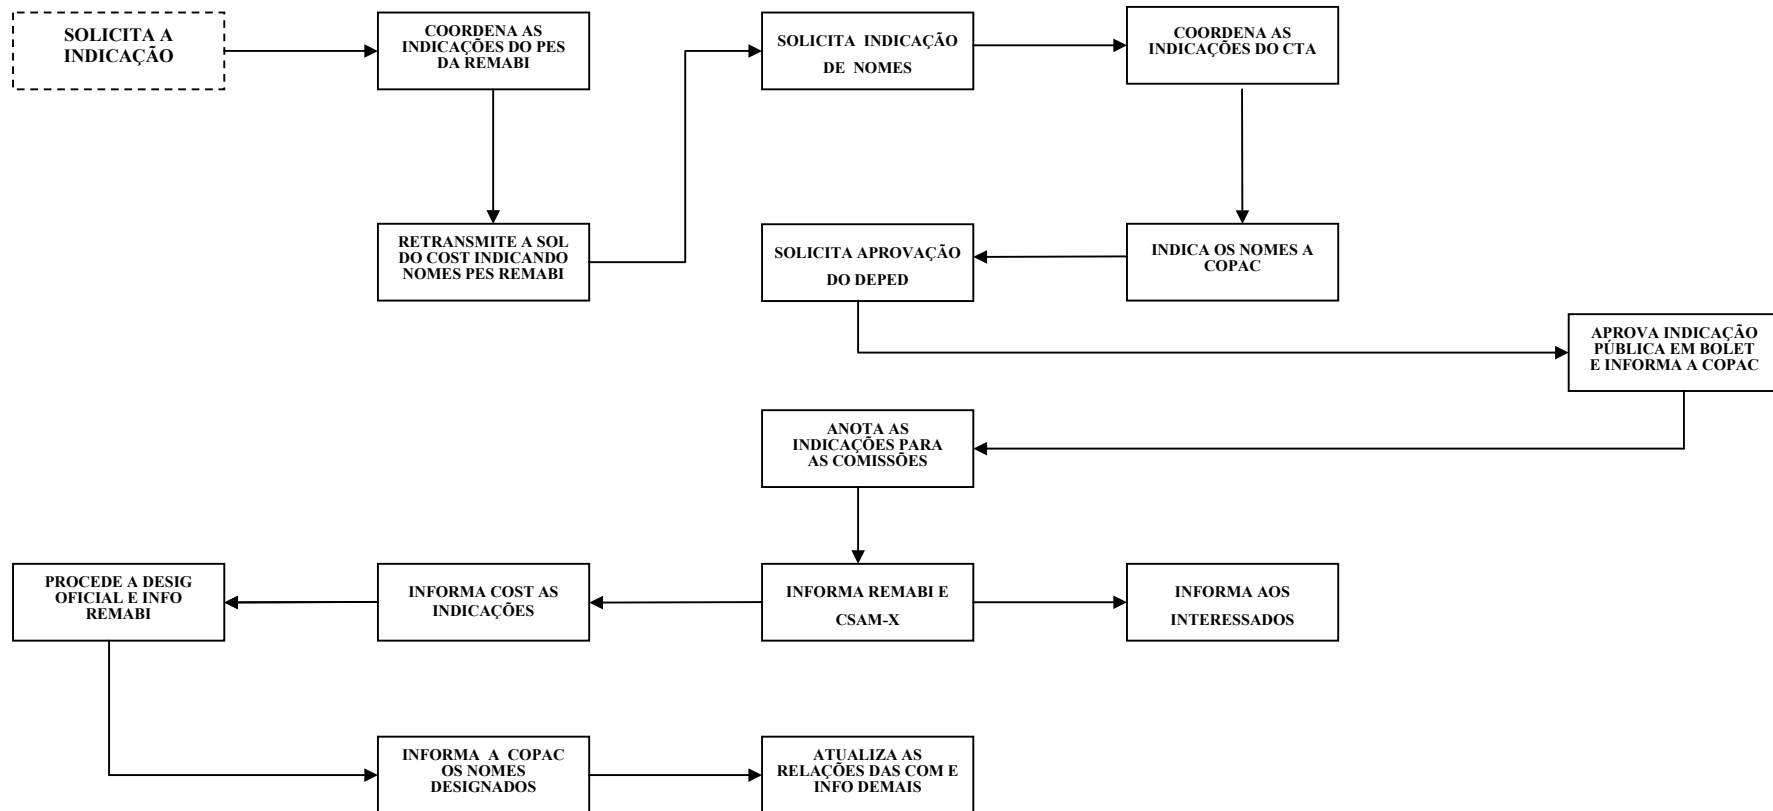 SOLICITA A
INDICAÇÃO
COORDENA AS
INDICAÇÕES DO PES
DA REMABI
SOLICITA INDICAÇÃO
DE NOMES
COORDENA AS
INDICAÇÕES DO CTA
RETRANSMITE A SOL
DO COST INDICANDO
NOMES PES REMABI
SOLICITA APROVAÇÃO
DO DEPED
INDICA OS NOMES A
COPAC
APROVA INDICAÇÃO
PÚBLICA EM BOLET
E INFORMA A COPAC
ANOTA AS
INDICAÇÕES PARA
AS COMISSÕES
PROCEDE A DESIG
OFICIAL E INFO
REMABI
INFORMA COST AS
INDICAÇÕES
INFORMA REMABI E
CSAM-X
INFORMA AOS
INTERESSADOS
INFORMA A COPAC
OS NOMES
DESIGNADOS
ATUALIZA AS
RELAÇÕES DAS COM E
INFO DEMAIS